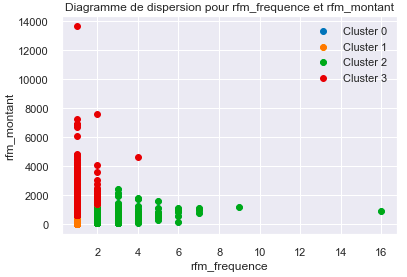 Diagramme de dispersion pour rfm_frequence et rfm_montant
14000
12000
10000
8000
6000
4000
2000
0
rfm_montant
Cluster 0
Cluster 1
Cluster 2
Cluster 3
2 4 6 8 10 12 14 16
rfm_frequence